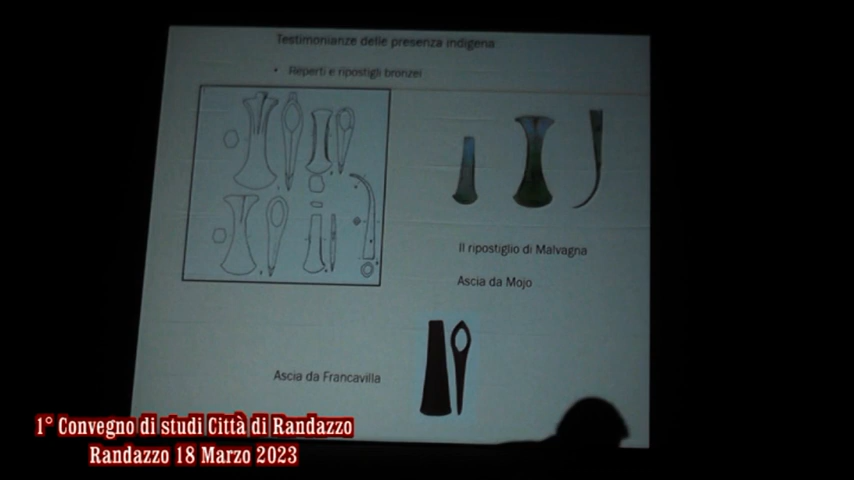 Testimonianze delle presenza indigena
• Reperti e ripostigli bronzei
Il ripostiglio di Malvagna
Ascia da Mojo
Ascia da Francavilla
1° Convegno di studi Città di Randazzo
Randazzo 18 Marzo 2023